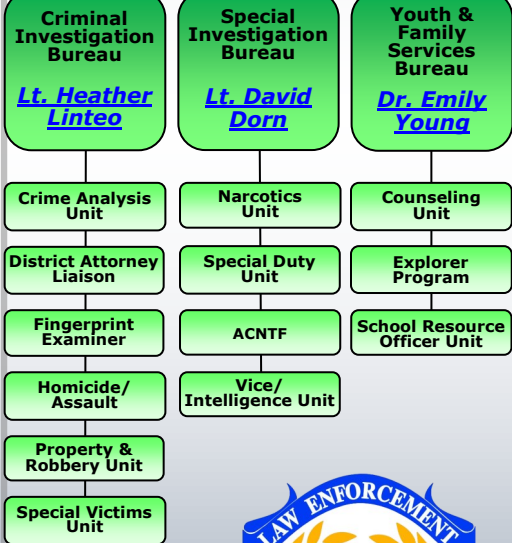 Criminal
Investigation
Bureau
Lt. Heather
Linteo
Crime Analysis
Unit
District Attorney
Liaison
Fingerprint
Examiner
Homicide/
Assault
Property &
Robbery Unit
Special Victims
Unit
Special
Investigation
Bureau
Lt. David
Dorn
Narcotics
Unit
Special Duty
Unit
ACNTF
Vice/
Intelligence Unit
Youth &
Family
Services
Bureau
Dr. Emily
Young
Counseling
Unit
Explorer
Program
School Resource
Officer Unit
LAW ENFORCEMENT